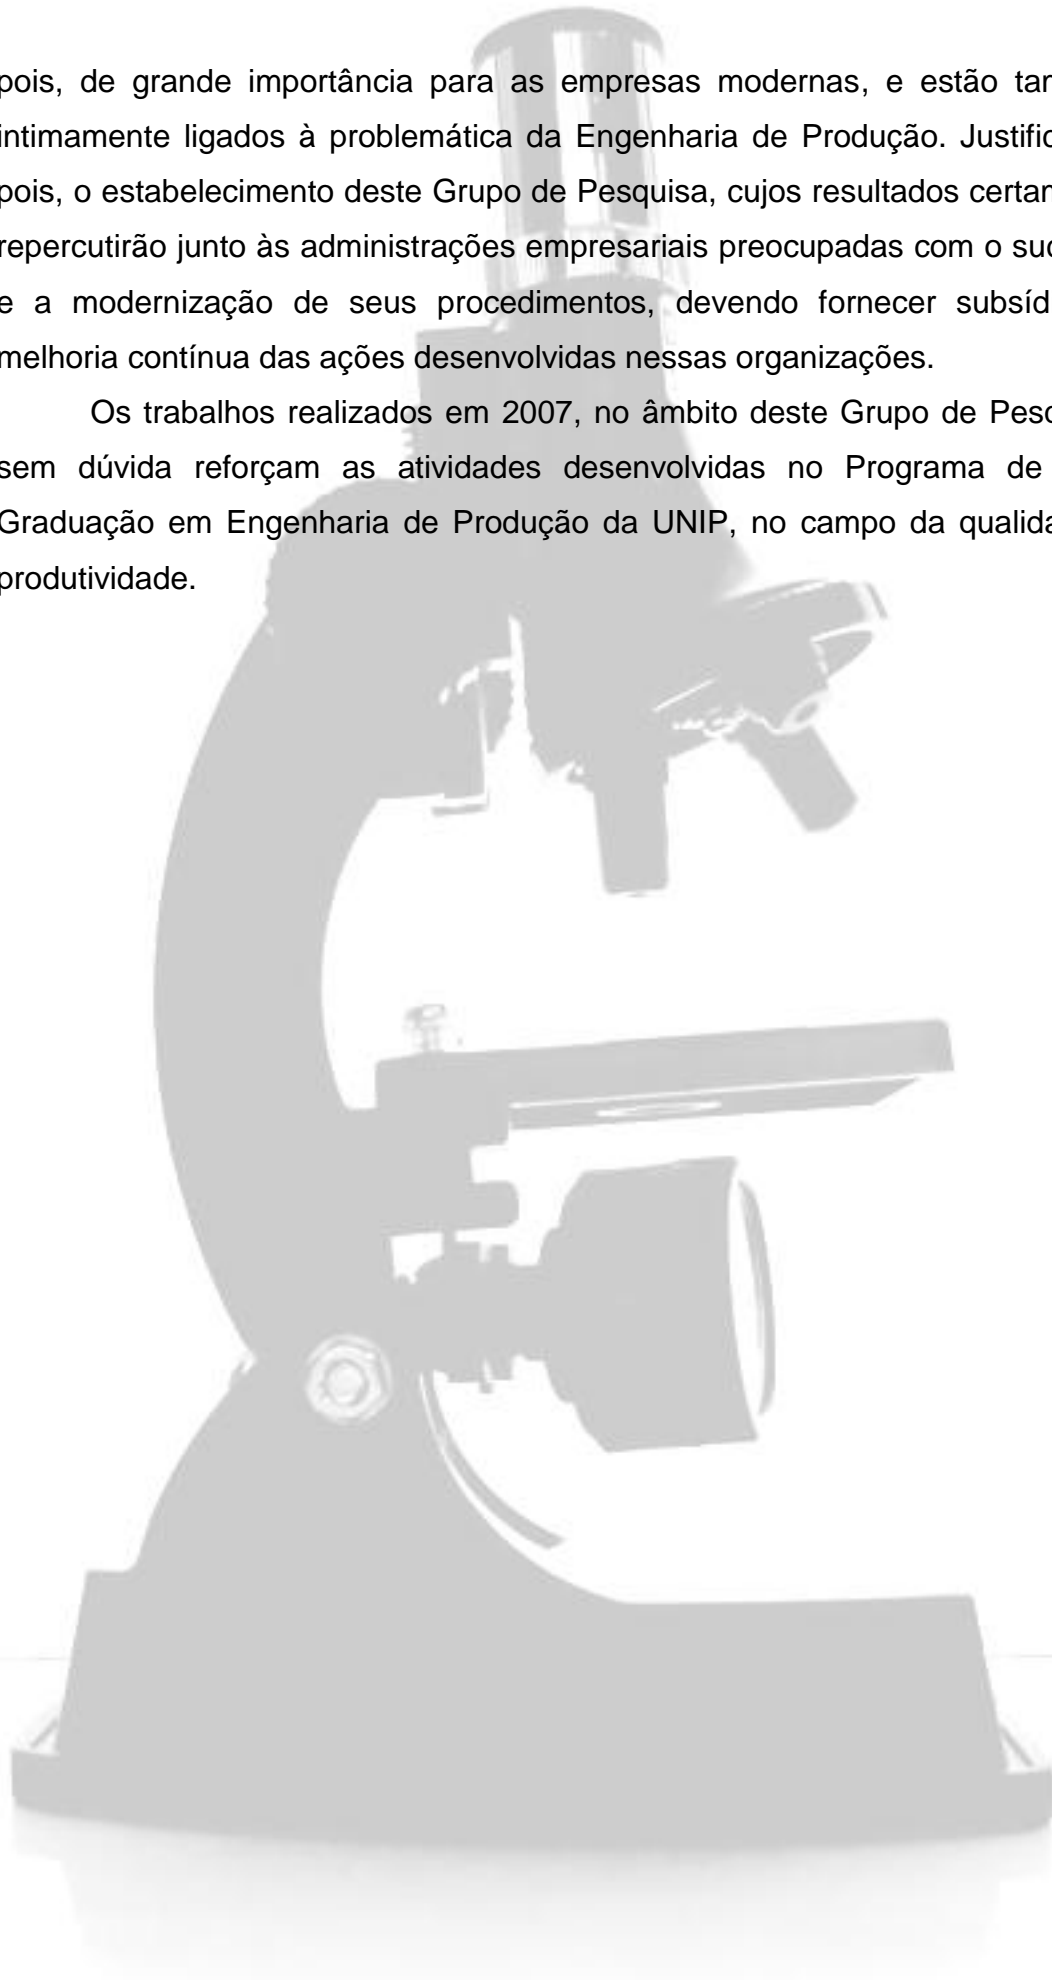 pois, de grande importância para as empresas modernas, e estão tar
intimamente ligados à problemática da Engenharia de Produção. Justific
pois, o estabelecimento deste Grupo de Pesquisa, cujos resultados certar
repercutirão junto às administrações empresariais preocupadas com o suc
e a modernização de seus procedimentos, devendo fornecer subsíd
melhoria contínua das ações desenvolvidas nessas organizações.
Os trabalhos realizados em 2007, no âmbito deste Grupo de Pesc
sem dúvida reforçam as atividades desenvolvidas no Programa de
Graduação em Engenharia de Produção da UNIP, no campo da qualida
produtividade.